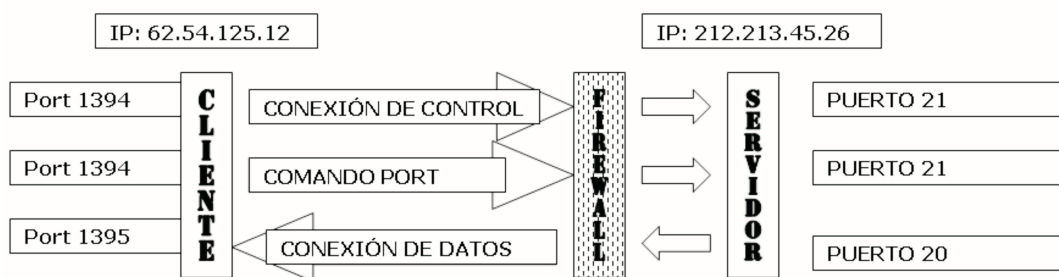 IP: 62.54.125.12
IP: 212.213.45.26
Port 1394
CONEXIÓN DE CONTROL
PUERTO 21
Port 1394
COMANDO PORT
PUERTO 21
Port 1395
CONEXIÓN DE DATOS
PUERTO 20
CLIENTE
FIREWALL
SERVIDOR